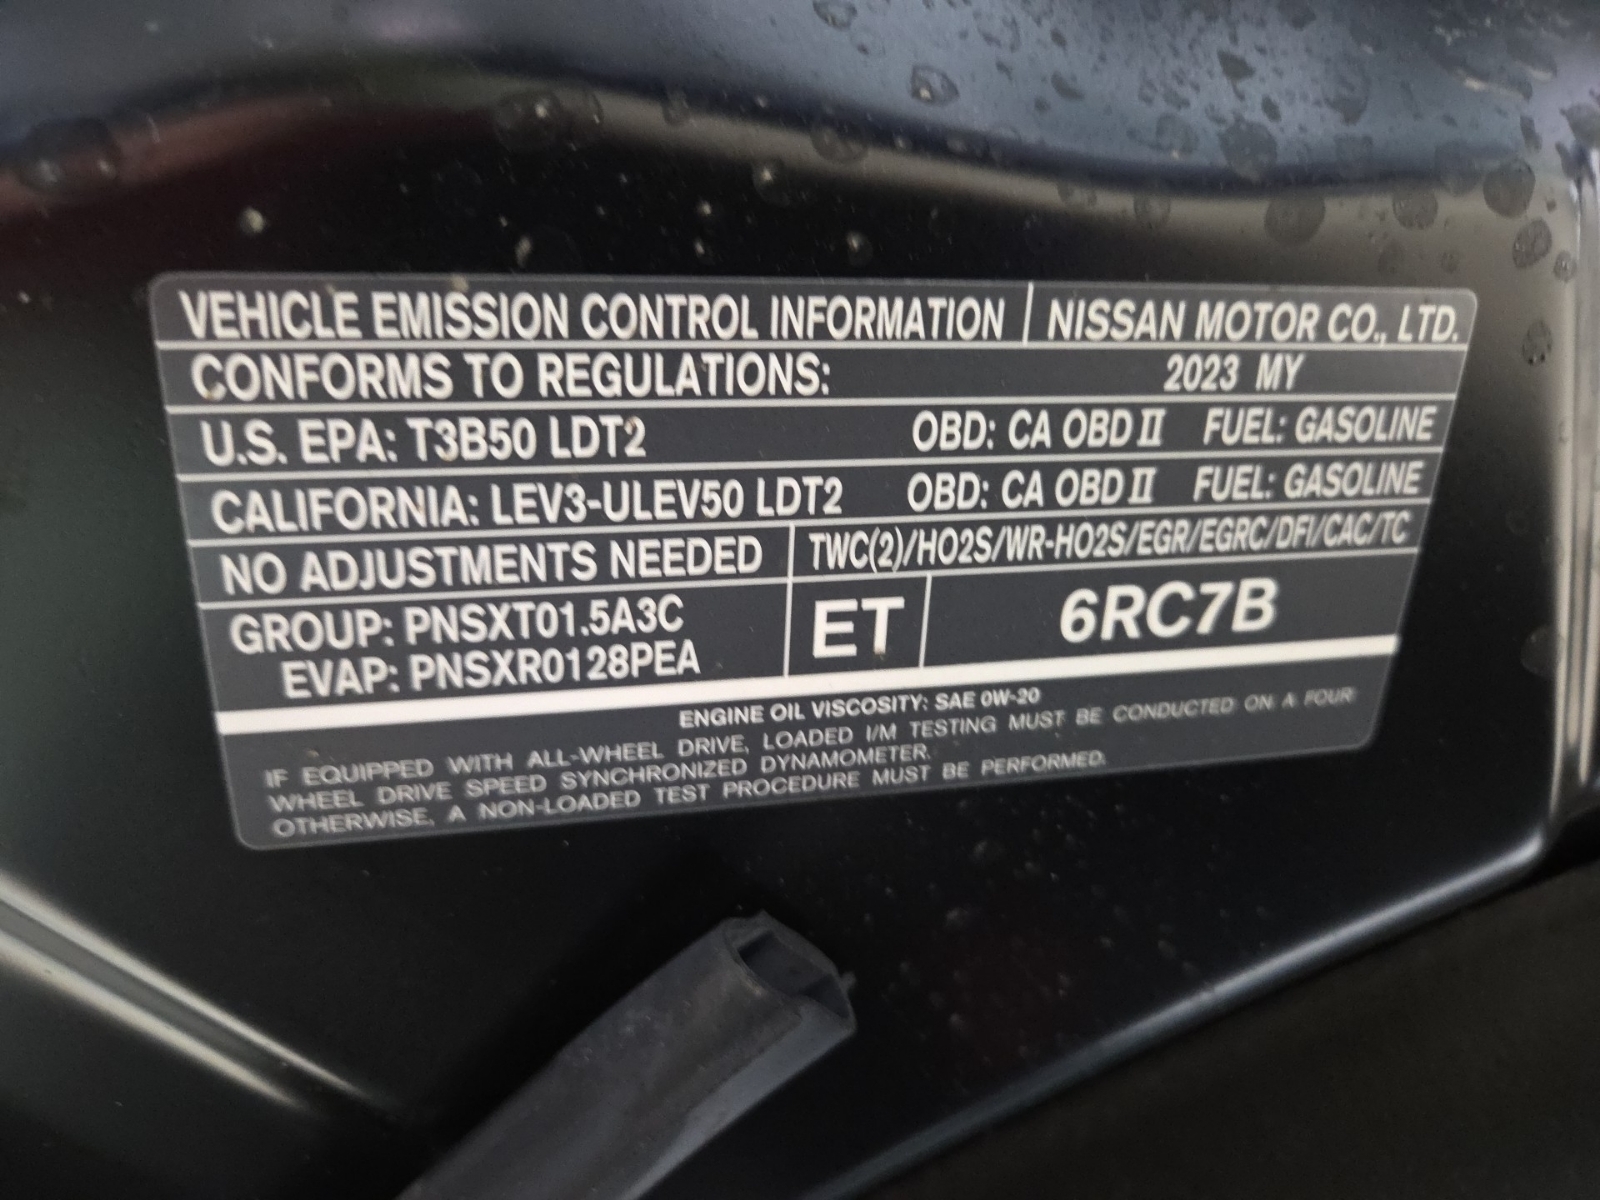 VEHICLE EMISSION CONTROL INFORMATION NISSAN MOTOR CO., LTD.
CONFORMS TO REGULATIONS: 2023 MY
U.S. EPA: T3B50 LDT2 OBD: CA OBD II FUEL: GASOLINE
CALIFORNIA: LEV3-ULEV50 LDT2 OBD: CA OBD II FUEL: GASOLINE
NO ADJUSTMENTS NEEDED TWC(2)/HO2S/WR-HO2S/EGR/EGRC/DFI/CAC/TC
GROUP: PNSXT01.5A3C
EVAP: PNSXR0128PEA
ET 6RC7B
ENGINE OIL VISCOSITY: SAE 0W-20
IF EQUIPPED WITH ALL-WHEEL DRIVE, LOADED I/M TESTING MUST BE CONDUCTED ON A FOUR
WHEEL DRIVE SPEED SYNCHRONIZED DYNAMOMETER.
OTHERWISE, A NON-LOADED TEST PROCEDURE MUST BE PERFORMED.